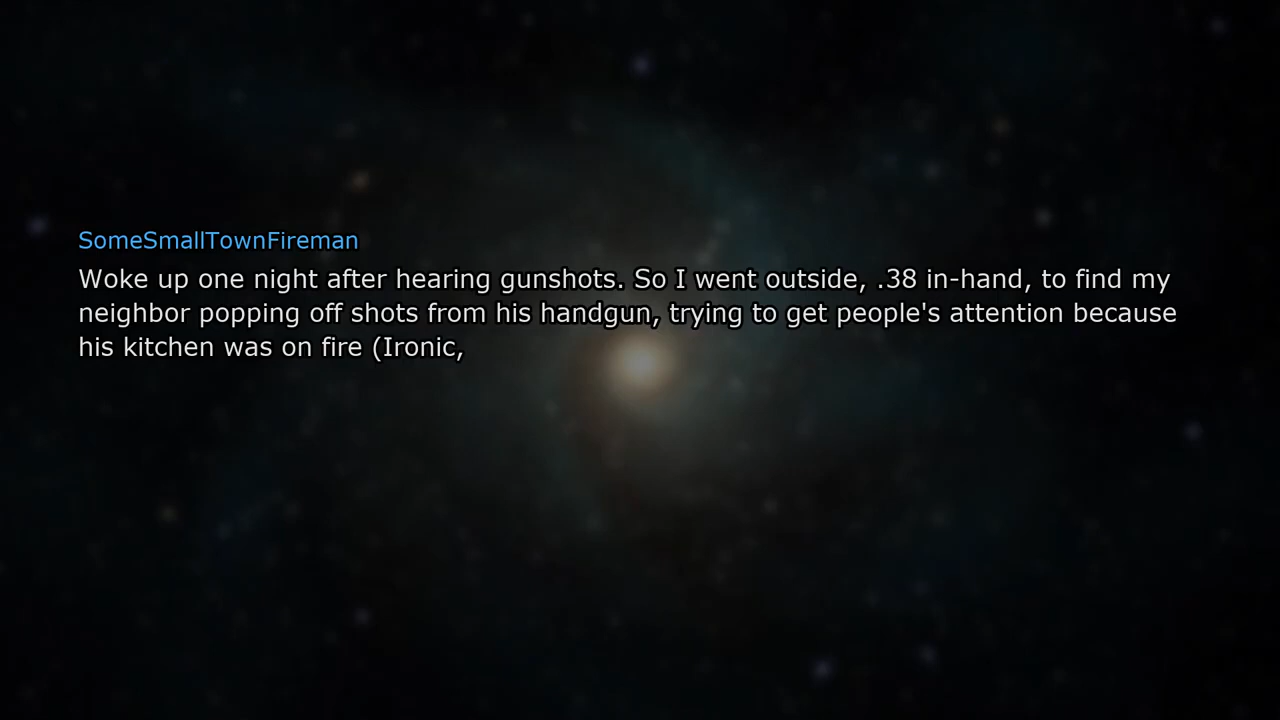 SomeSmallTownFireman
Woke up one night after hearing gunshots. So I went outside, .38 in-hand, to find my
neighbor popping off shots from his handgun, trying to get people's attention because
his kitchen was on fire (Ironic,